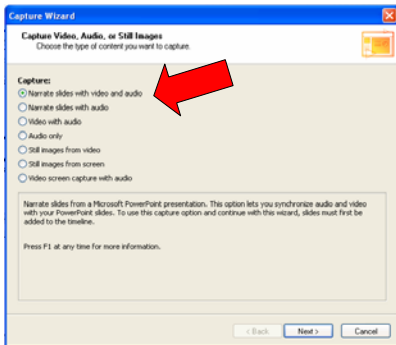 Capture Wizard
Capture Video, Audio, or Still Images
Choose the type of content you want to capture.
Capture:
Narrate slides with video and audio
Narrate slides with audio
Video with audio
Audio only
Still images from video
Still images from screen
Video screen capture with audio
Narrate slides from a Microsoft PowerPoint presentation. This option lets you synchronize audio and video
with your PowerPoint slides. To use this capture option and continue with this wizard, slides must first be
added to the timeline.
Press F1 at any time for more information.
< Back Next > Cancel